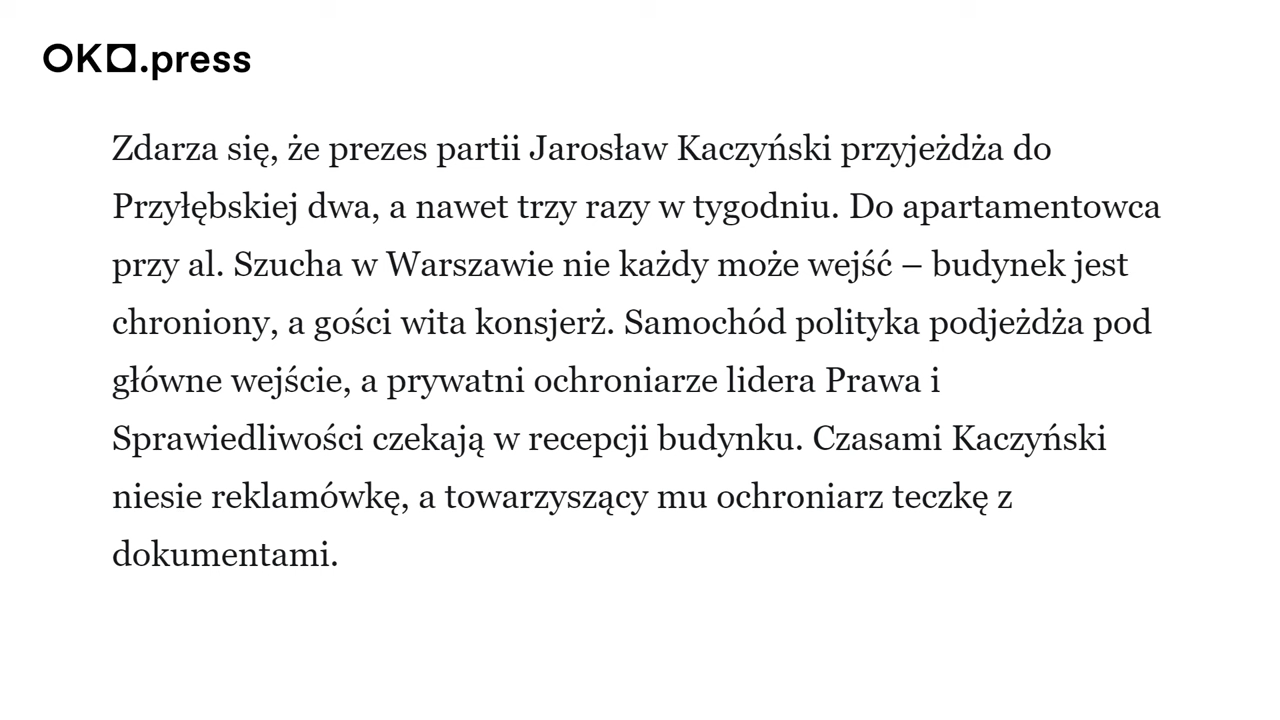 OKO.press
Zdarza się, że prezes partii Jarosław Kaczyński przyjeżdża do
Przyłębskiej dwa, a nawet trzy razy w tygodniu. Do apartamentowca
przy al. Szucha w Warszawie nie każdy może wejść – budynek jest
chroniony, a gości wita konsjerż. Samochód polityka podjeżdża pod
główne wejście, a prywatni ochroniarze lidera Prawa i
Sprawiedliwości czekają w recepcji budynku. Czasami Kaczyński
niesie reklamówkę, a towarzyszący mu ochroniarz teczkę z
dokumentami.